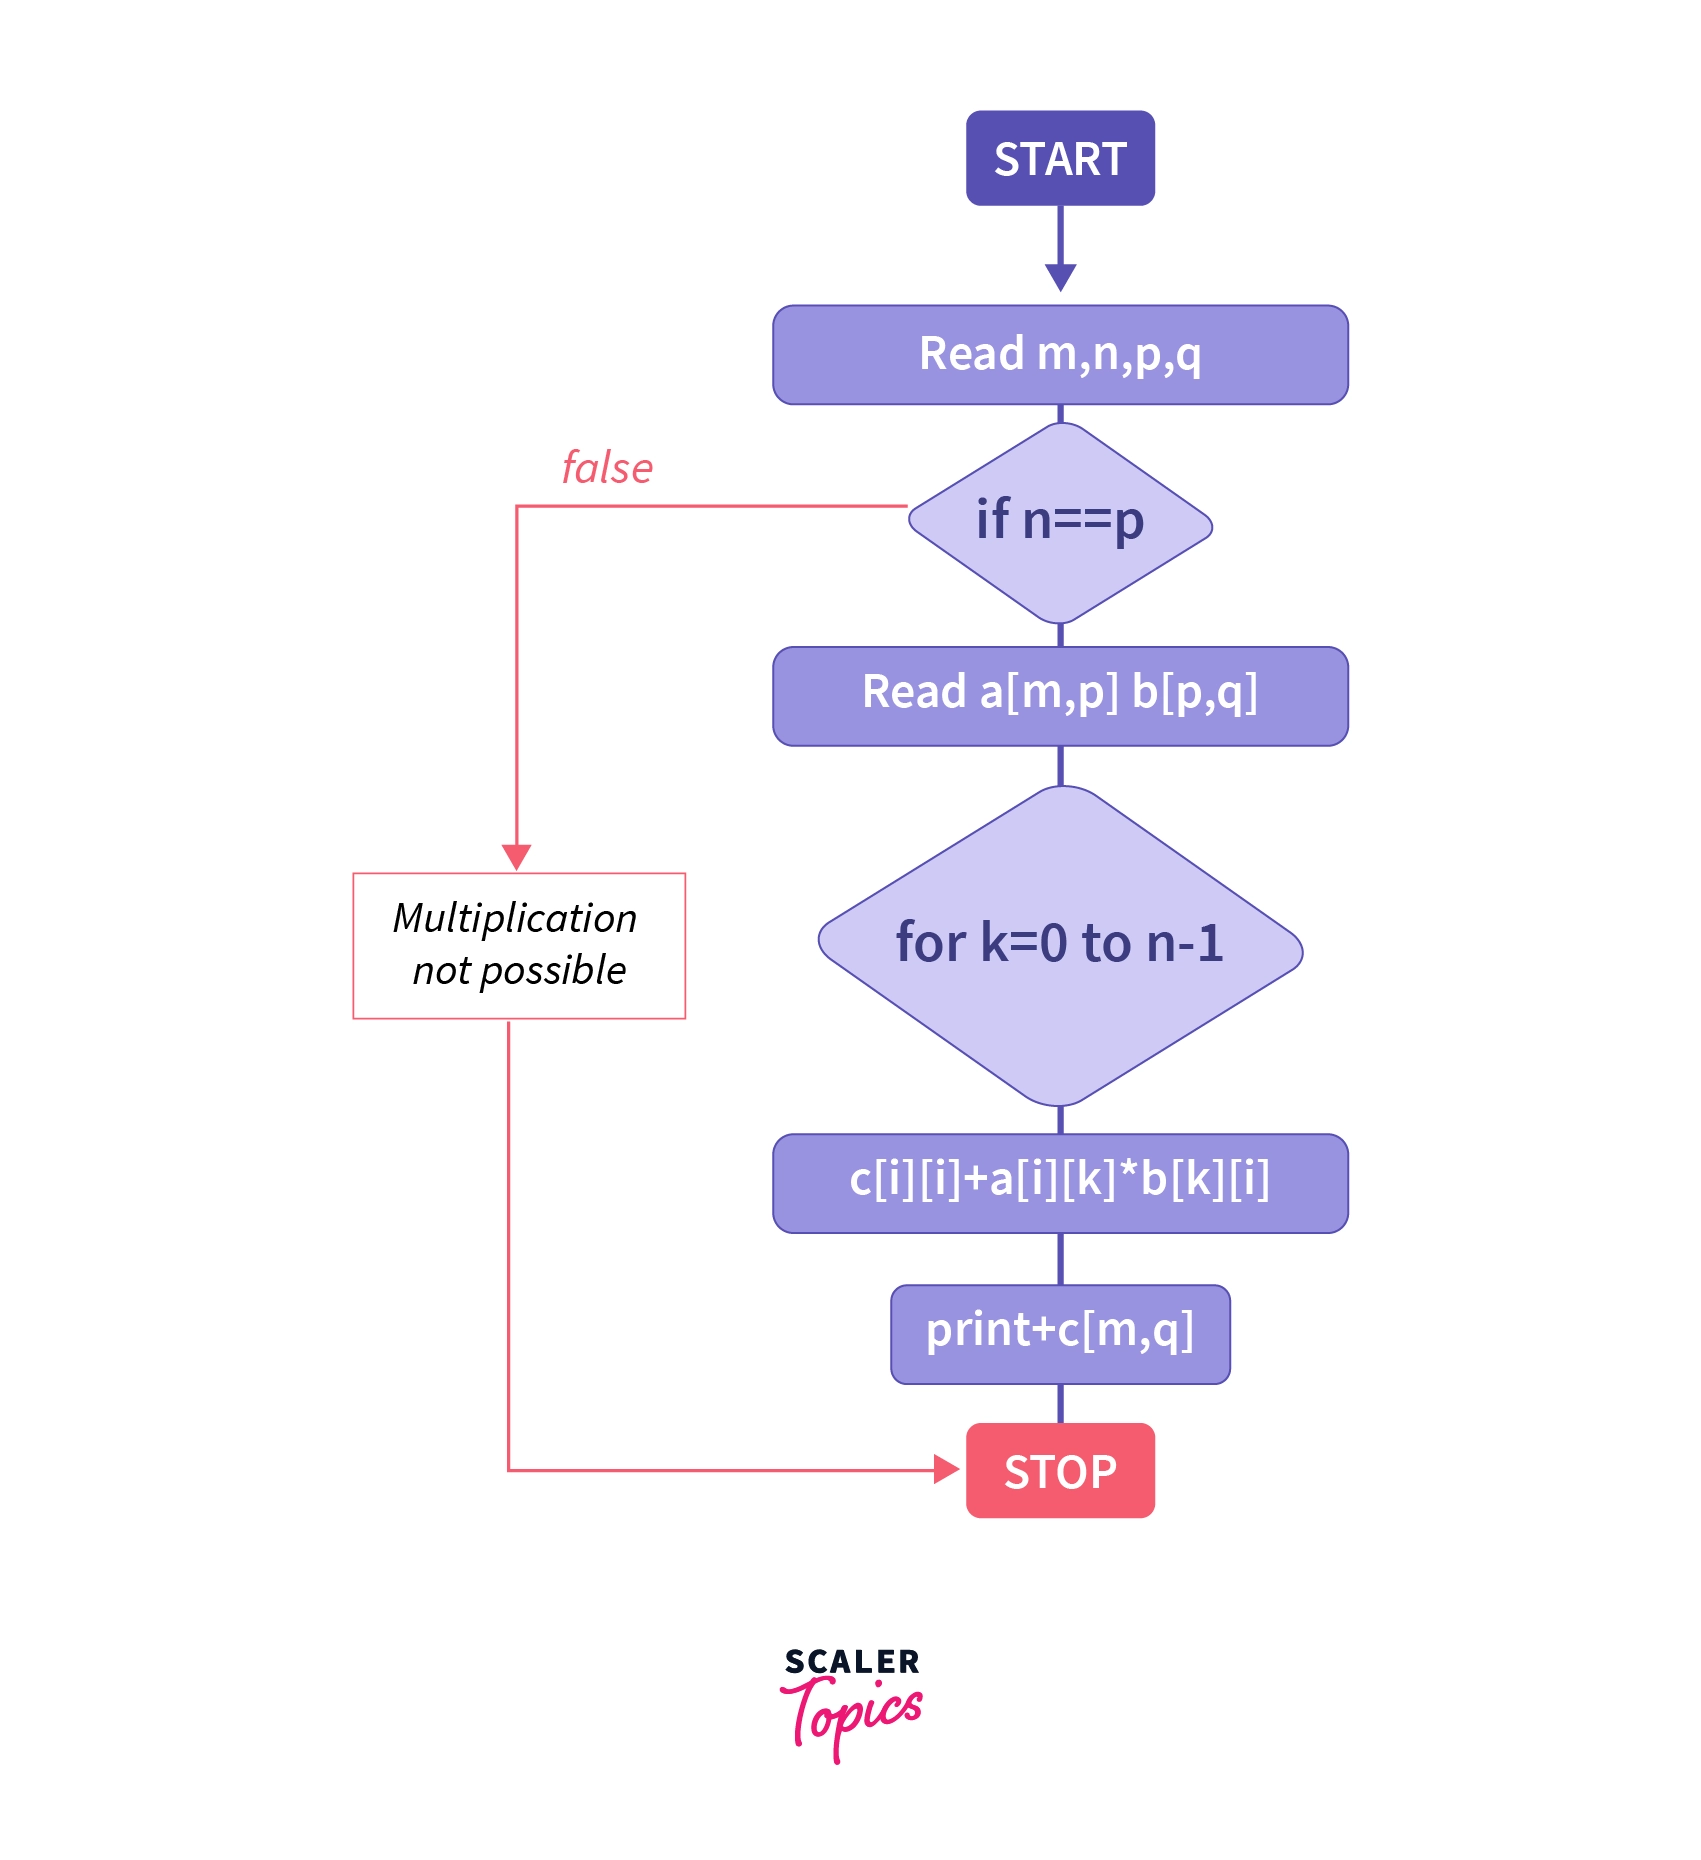 START
Read m,n,p,q
false
if n==p
Read a[m,p] b[p,q]
Multiplication
not possible
for k=0 to n-1
c[i][i]+a[i][k]*b[k][i]
print+c[m,q]
STOP
SCALER
Topics